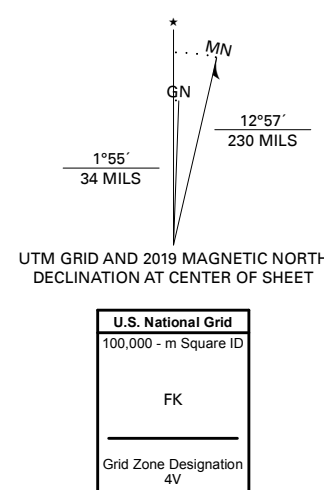 ★
MN
GN
12°57´
230 MILS
1°55´
34 MILS
UTM GRID AND 2019 MAGNETIC NORTH
DECLINATION AT CENTER OF SHEET
U.S. National Grid
100,000 - m Square ID
FK
Grid Zone Designation
4V